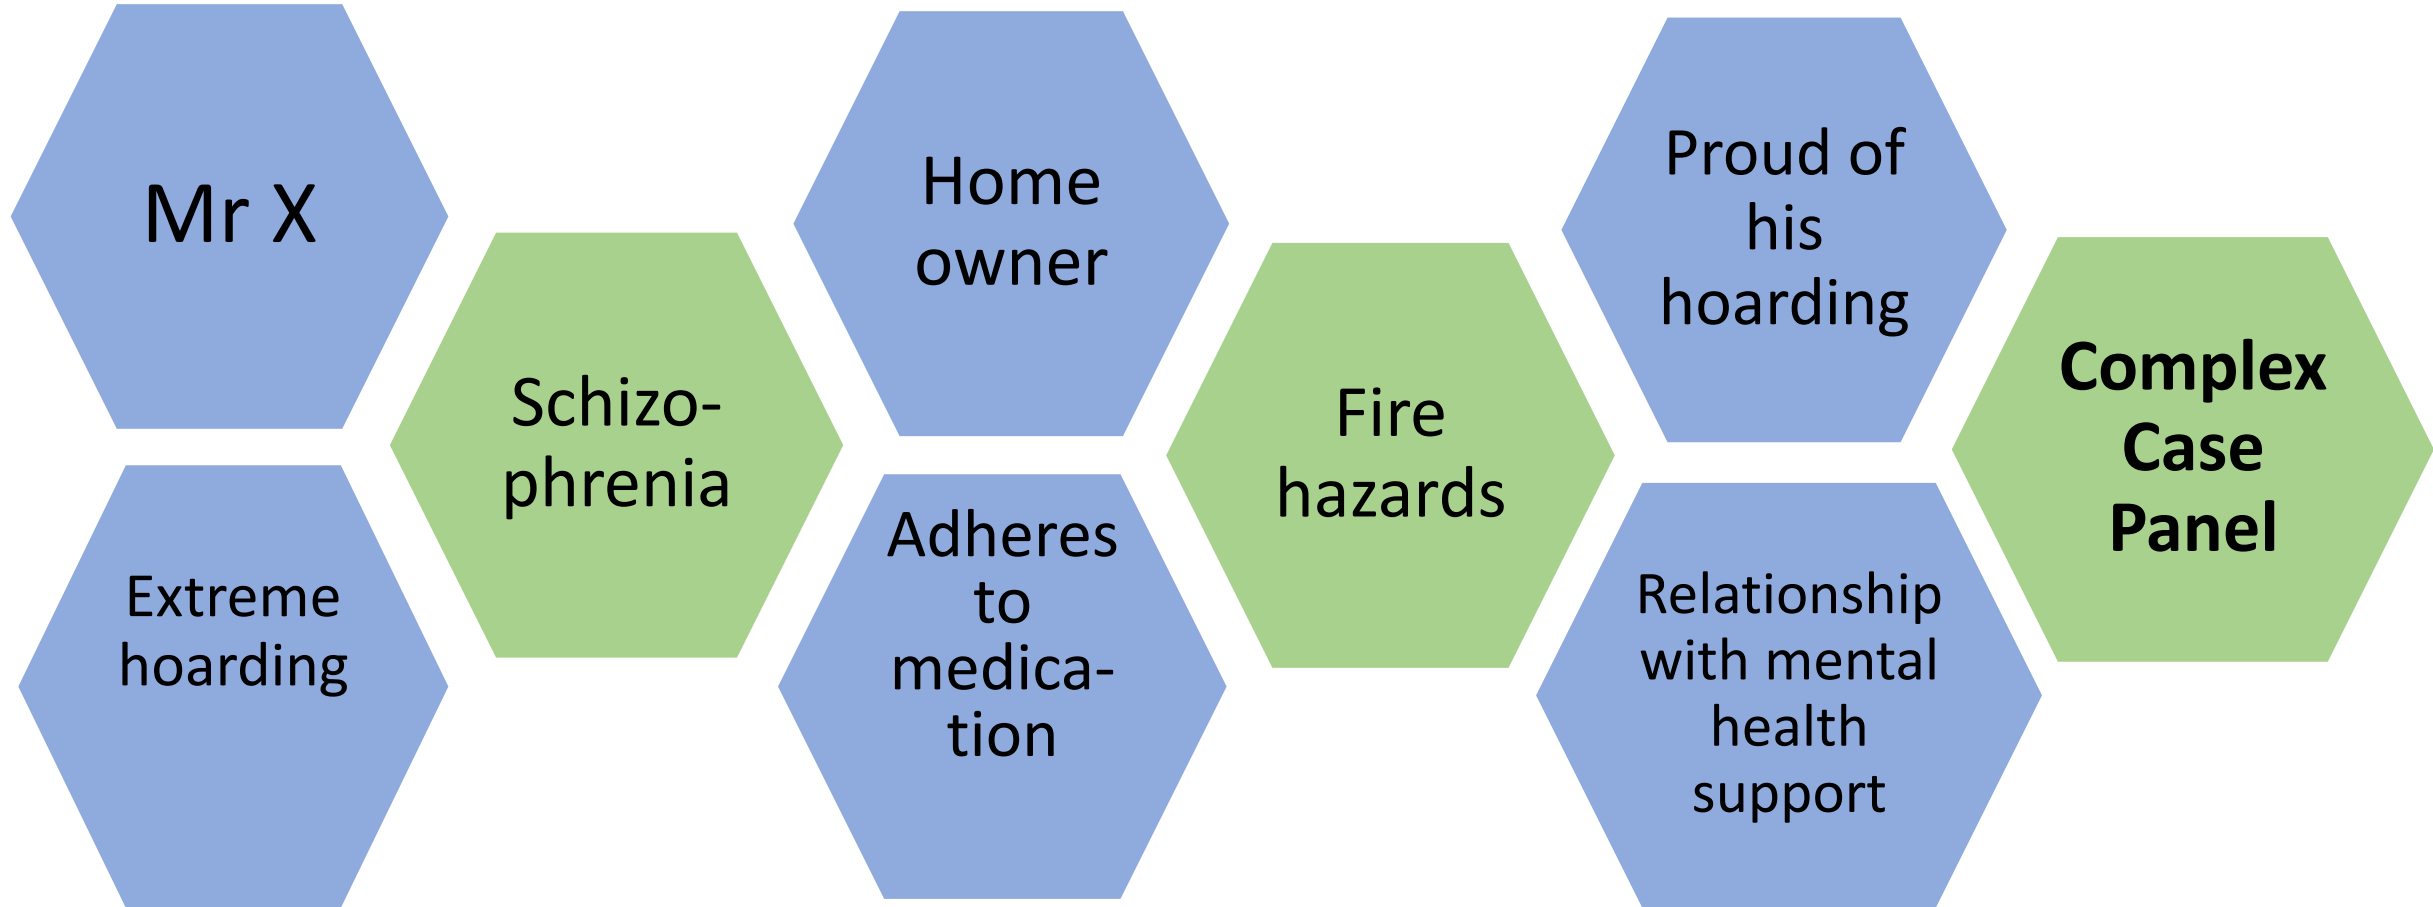 Mr X
Extreme
hoarding
Schizo-
phrenia
Home
owner
Adheres
to
medica-
tion
Fire
hazards
Proud of
his
hoarding
Relationship
with mental
health
support
Complex
Case
Panel